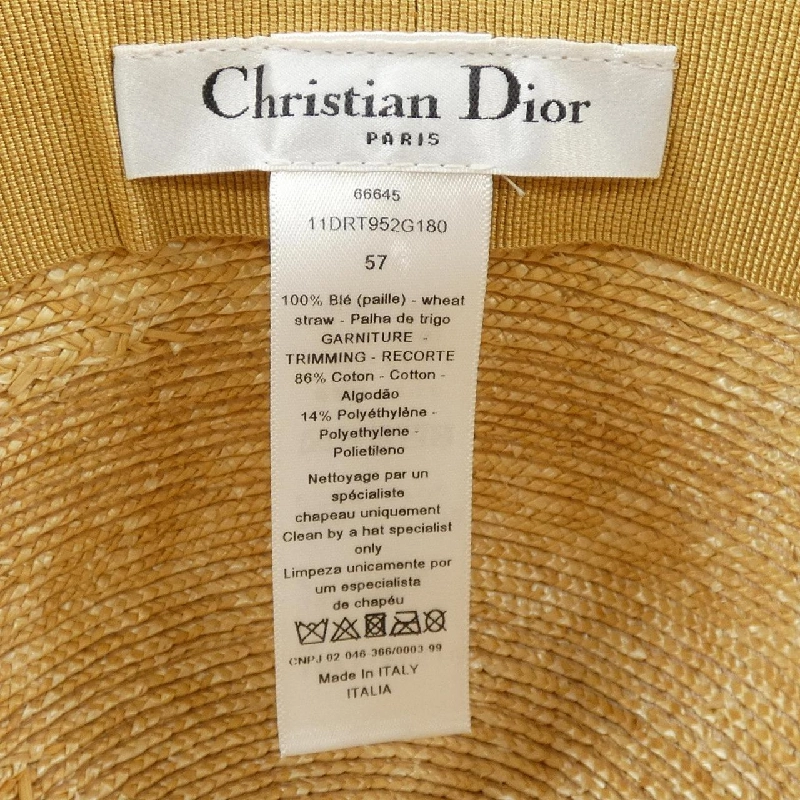 Christian Dior
PARIS
66645
11DRT952G180
57
100% Blé (paille) - wheat
straw - Palha de trigo
GARNITURE -
TRIMMING - RECORTE
86% Coton - Cotton -
Algodão
14% Polyéthylène -
Polyethylene -
Polietileno
Nettoyage par un
spécialiste
chapeau uniquement
Clean by a hat specialist
only
Limpeza unicamente por
um especialista
de chapéu
CNPJ 02-046-366/0003-99
Made In ITALY
ITALIA